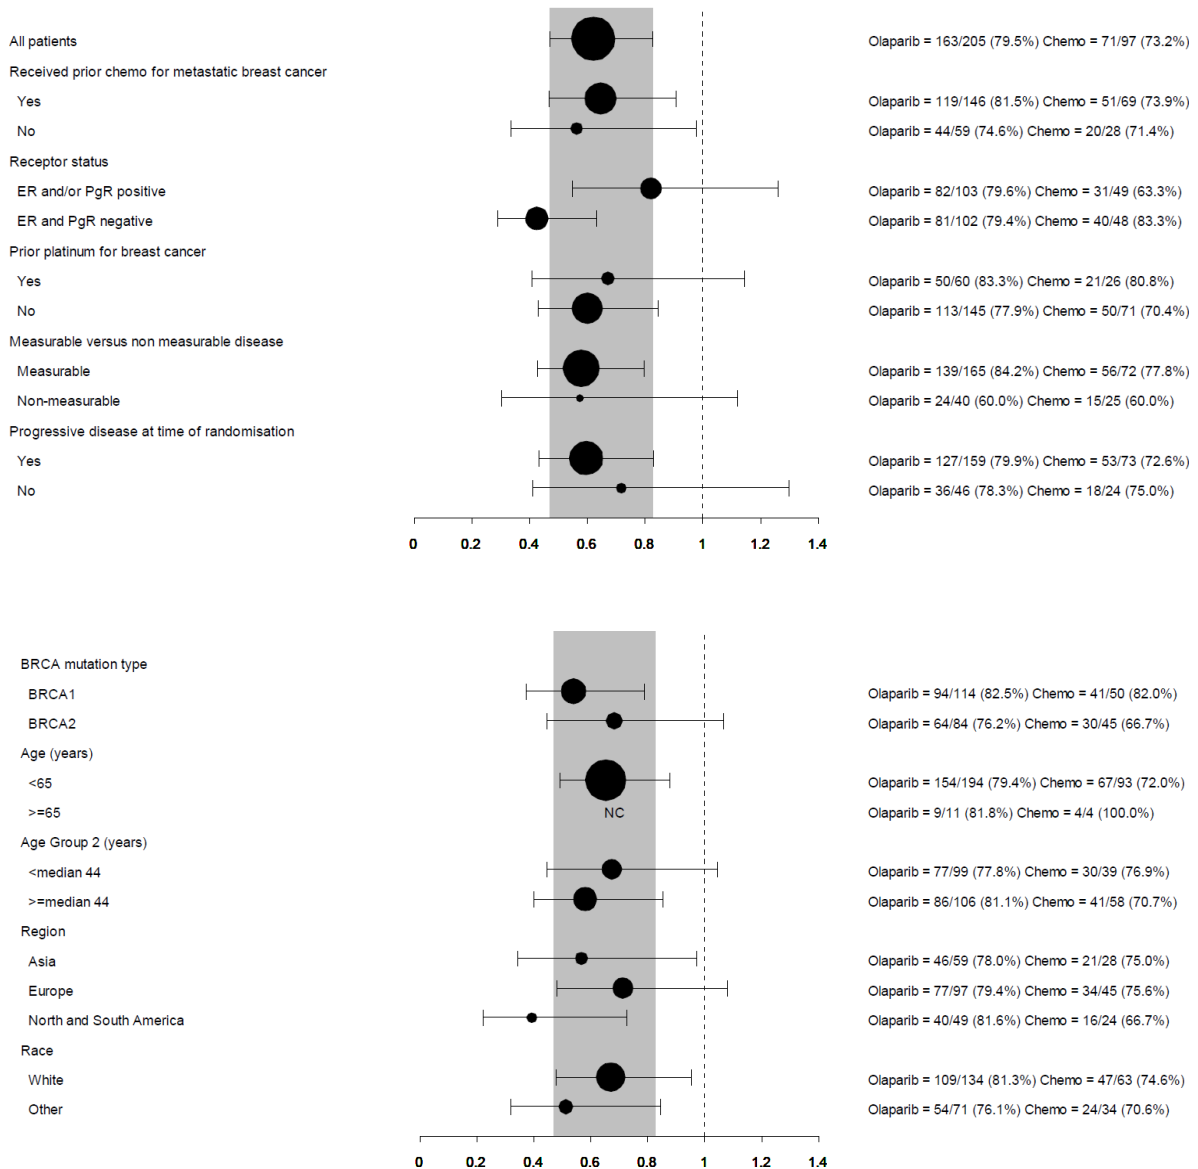 All patients Olaparib = 163/205 (79.5%) Chemo = 71/97 (73.2%)
Received prior chemo for metastatic breast cancer
Yes Olaparib = 119/146 (81.5%) Chemo = 51/69 (73.9%)
No Olaparib = 44/59 (74.6%) Chemo = 20/28 (71.4%)
Receptor status
ER and/or PgR positive Olaparib = 82/103 (79.6%) Chemo = 31/49 (63.3%)
ER and PgR negative Olaparib = 81/102 (79.4%) Chemo = 40/48 (83.3%)
Prior platinum for breast cancer
Yes Olaparib = 50/60 (83.3%) Chemo = 21/26 (80.8%)
No Olaparib = 113/145 (77.9%) Chemo = 50/71 (70.4%)
Measurable versus non measurable disease
Measurable Olaparib = 139/165 (84.2%) Chemo = 56/72 (77.8%)
Non-measurable Olaparib = 24/40 (60.0%) Chemo = 15/25 (60.0%)
Progressive disease at time of randomisation
Yes Olaparib = 127/159 (79.9%) Chemo = 53/73 (72.6%)
No Olaparib = 36/46 (78.3%) Chemo = 18/24 (75.0%)
0 0.2 0.4 0.6 0.8 1 1.2 1.4
BRCA mutation type
BRCA1 Olaparib = 94/114 (82.5%) Chemo = 41/50 (82.0%)
BRCA2 Olaparib = 64/84 (76.2%) Chemo = 30/45 (66.7%)
Age (years)
<65 Olaparib = 154/194 (79.4%) Chemo = 67/93 (72.0%)
>=65 NC Olaparib = 9/11 (81.8%) Chemo = 4/4 (100.0%)
Age Group 2 (years)
<median 44 Olaparib = 77/99 (77.8%) Chemo = 30/39 (76.9%)
>=median 44 Olaparib = 86/106 (81.1%) Chemo = 41/58 (70.7%)
Region
Asia Olaparib = 46/59 (78.0%) Chemo = 21/28 (75.0%)
Europe Olaparib = 77/97 (79.4%) Chemo = 34/45 (75.6%)
North and South America Olaparib = 40/49 (81.6%) Chemo = 16/24 (66.7%)
Race
White Olaparib = 109/134 (81.3%) Chemo = 47/63 (74.6%)
Other Olaparib = 54/71 (76.1%) Chemo = 24/34 (70.6%)
0 0.2 0.4 0.6 0.8 1 1.2 1.4